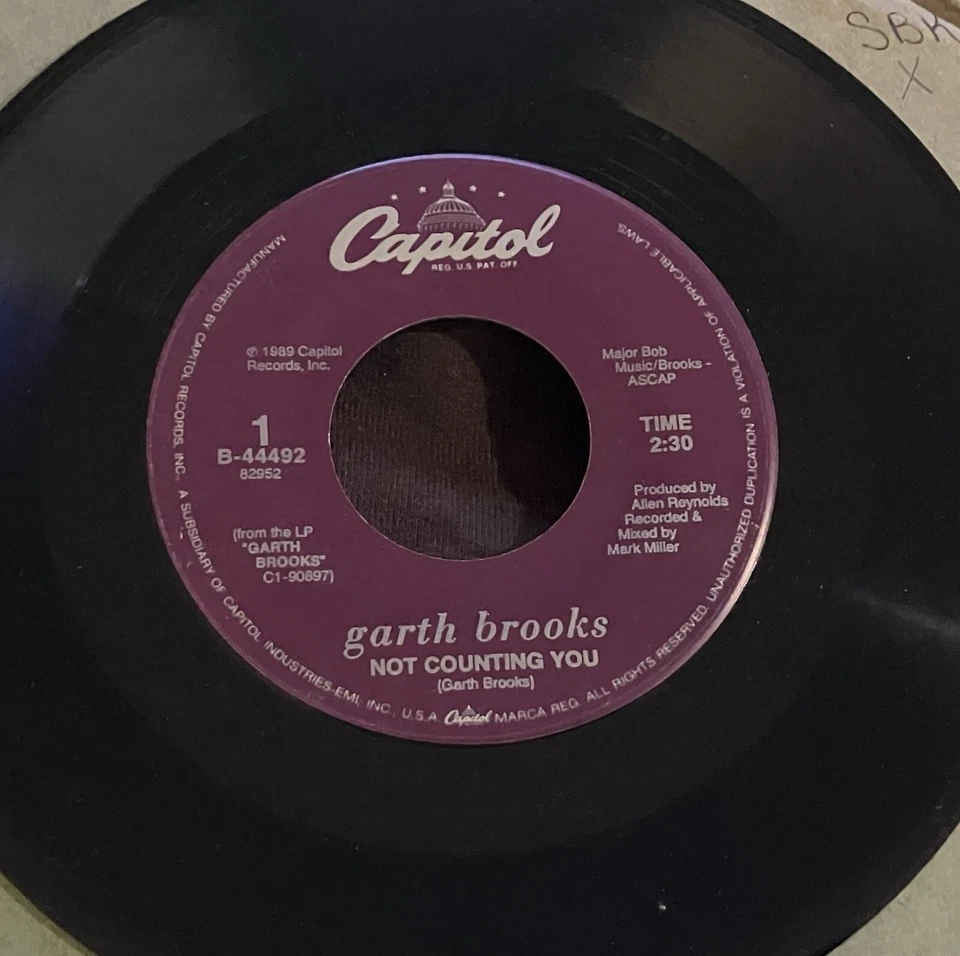 SBK
X
Capitol
REG. U.S. PAT. OFF
℗ 1989 Capitol
Records, Inc.
1
B-44492
82952
(from the LP
"GARTH
BROOKS"
C1-90897)
Major Bob
Music/Brooks -
ASCAP
TIME
2:30
Produced by
Allen Reynolds
Recorded &
Mixed by
Mark Miller
garth brooks
NOT COUNTING YOU
(Garth Brooks)
MANUFACTURED BY CAPITOL RECORDS, INC., A SUBSIDIARY OF CAPITOL INDUSTRIES-EMI, INC., U.S.A. Capitol MARCA REG. ALL RIGHTS RESERVED. UNAUTHORIZED DUPLICATION IS A VIOLATION OF APPLICABLE LAWS.